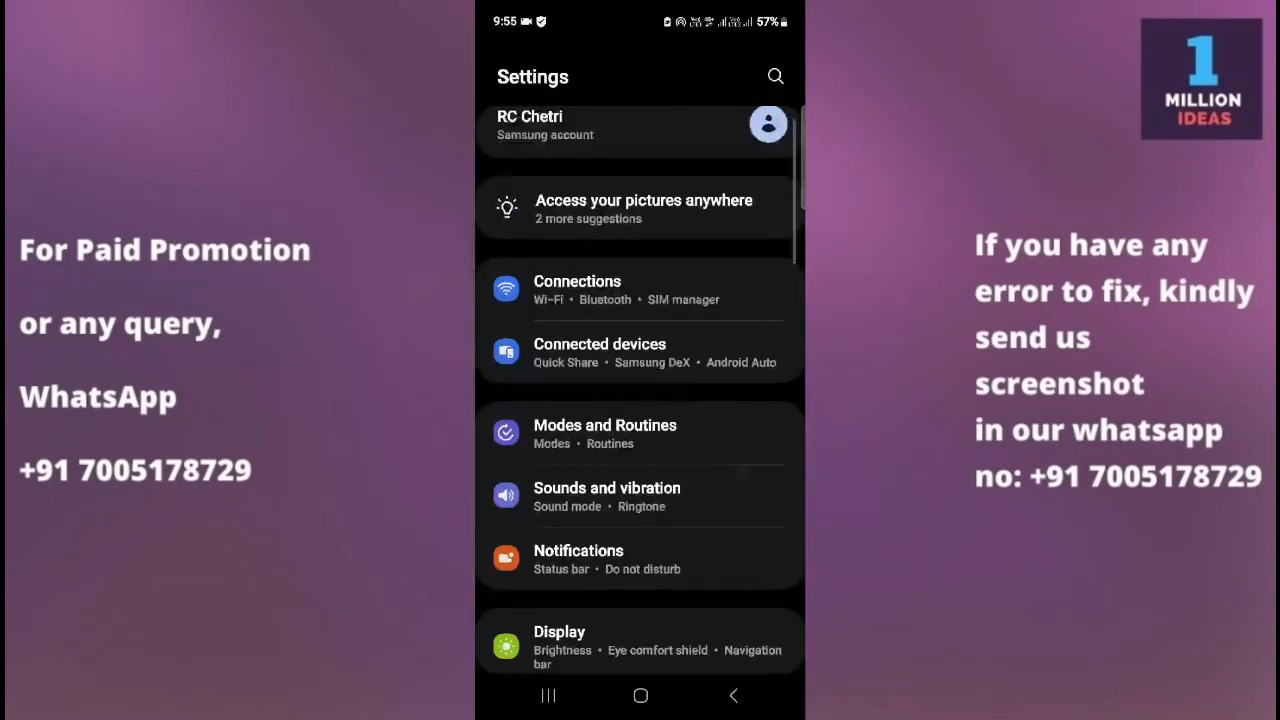 For Paid Promotion
or any query,
WhatsApp
+91 7005178729
9:55
57%
Settings
RC Chetri
Samsung account
Access your pictures anywhere
2 more suggestions
Connections
Wi-Fi • Bluetooth • SIM manager
Connected devices
Quick Share • Samsung DeX • Android Auto
Modes and Routines
Modes • Routines
Sounds and vibration
Sound mode • Ringtone
Notifications
Status bar • Do not disturb
Display
Brightness • Eye comfort shield • Navigation
bar
1
MILLION
IDEAS
If you have any
error to fix, kindly
send us
screenshot
in our whatsapp
no: +91 7005178729